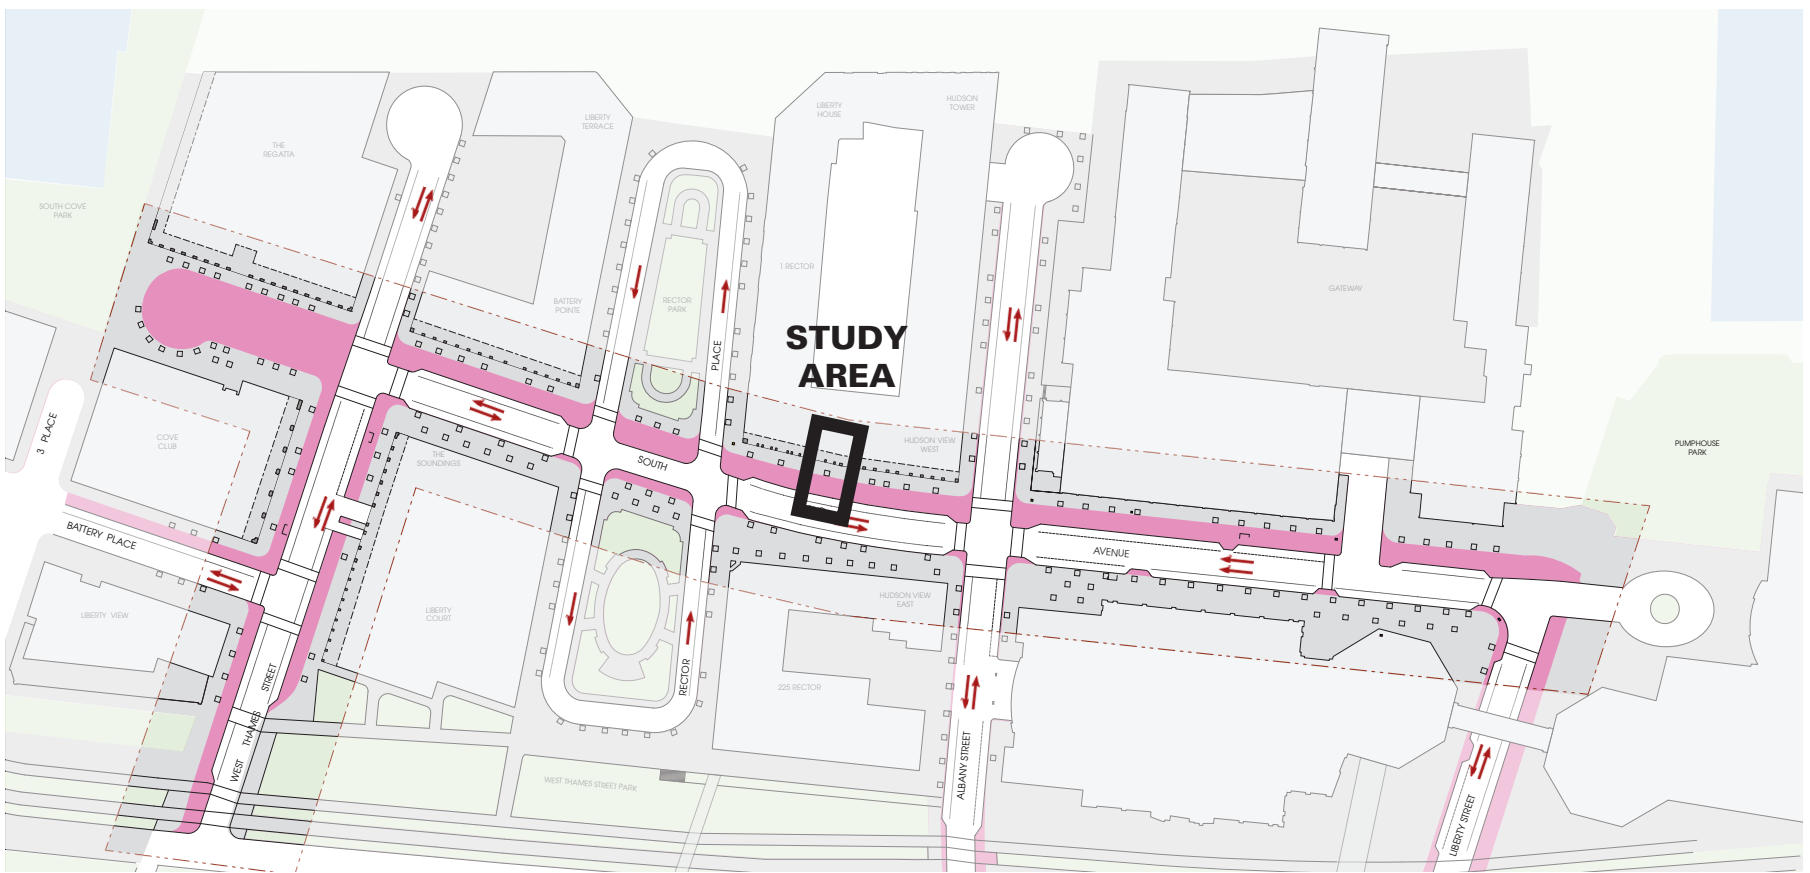 LIBERTY
HOUSE
HUDSON
TOWER
LIBERTY
TERRACE
THE
REGATTA
SOUTH COVE
PARK
1 RECTOR
GATEWAY
BATTERY
POINTE
RECTOR
PARK
STUDY
AREA
PLACE
3 PLACE
COVE
CLUB
THE
SOUNDINGS
SOUTH
HUDSON VIEW
WEST
PUMPHOUSE
PARK
BATTERY PLACE
AVENUE
LIBERTY VIEW
LIBERTY
COURT
HUDSON VIEW
EAST
RECTOR
225 RECTOR
WEST THAMES STREET
WEST THAMES STREET PARK
ALBANY STREET
LIBERTY STREET